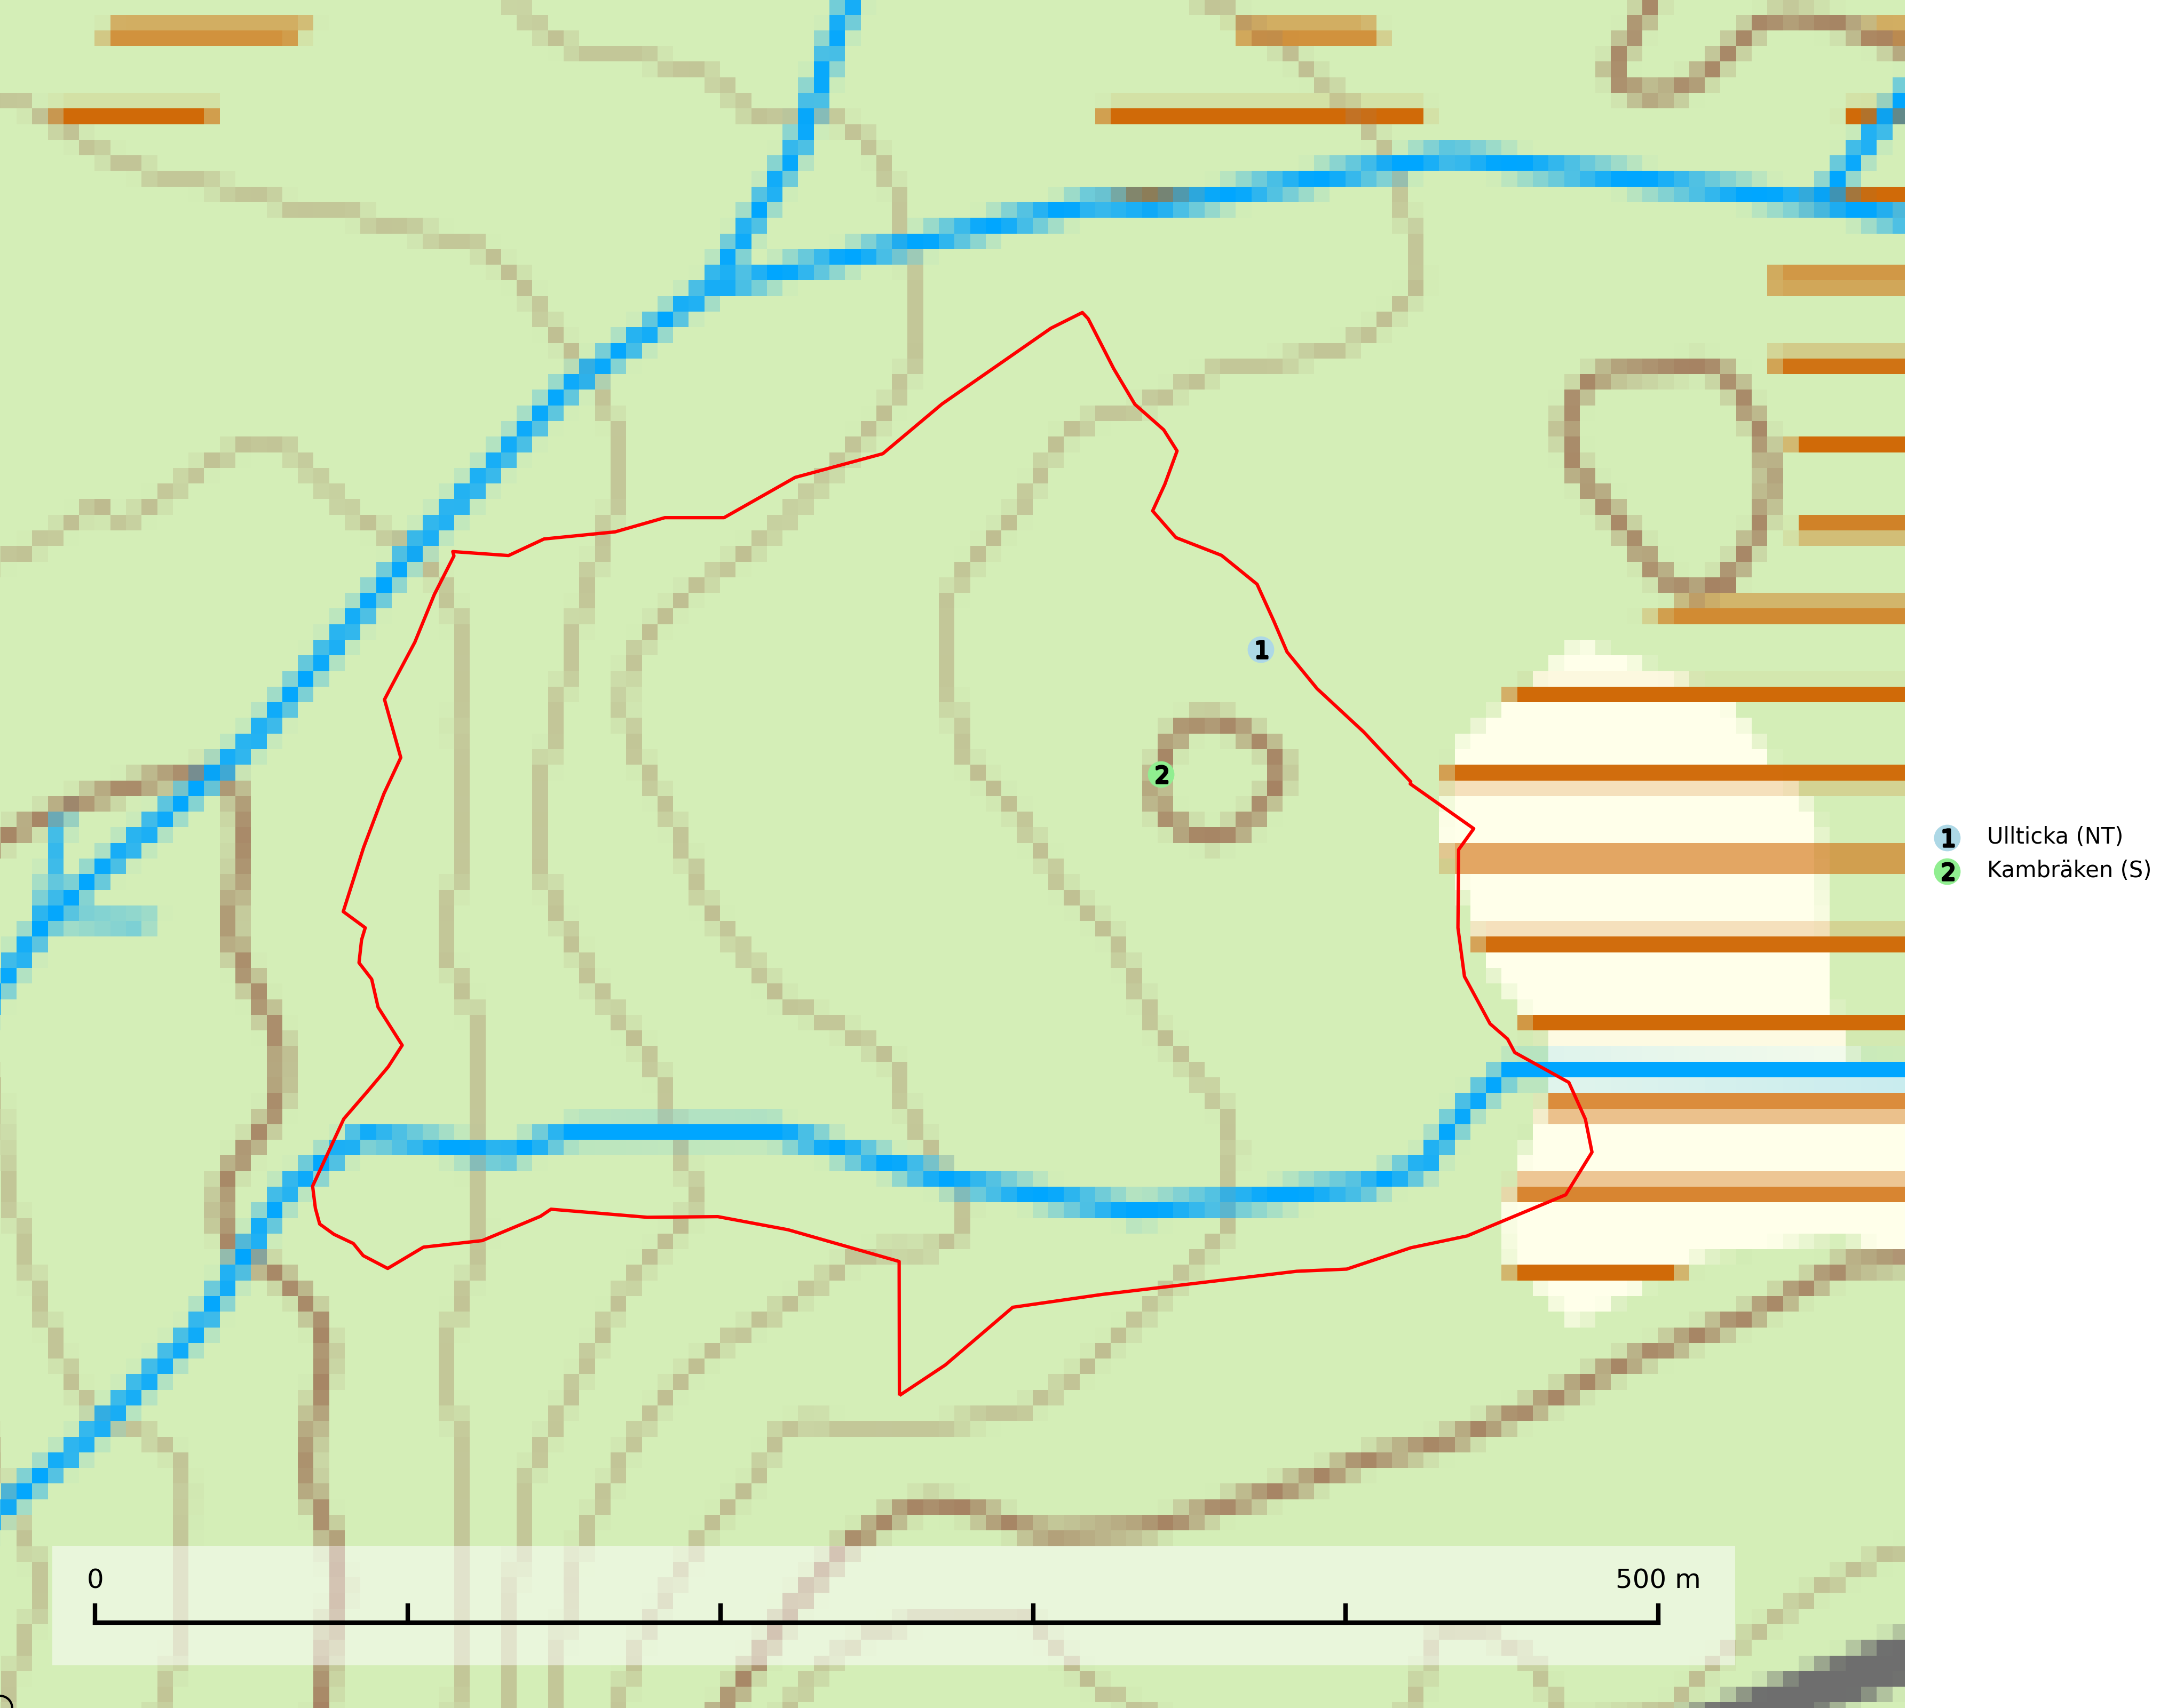 1
2
1 Ullticka (NT)
2 Kambräken (S)
0 500 m